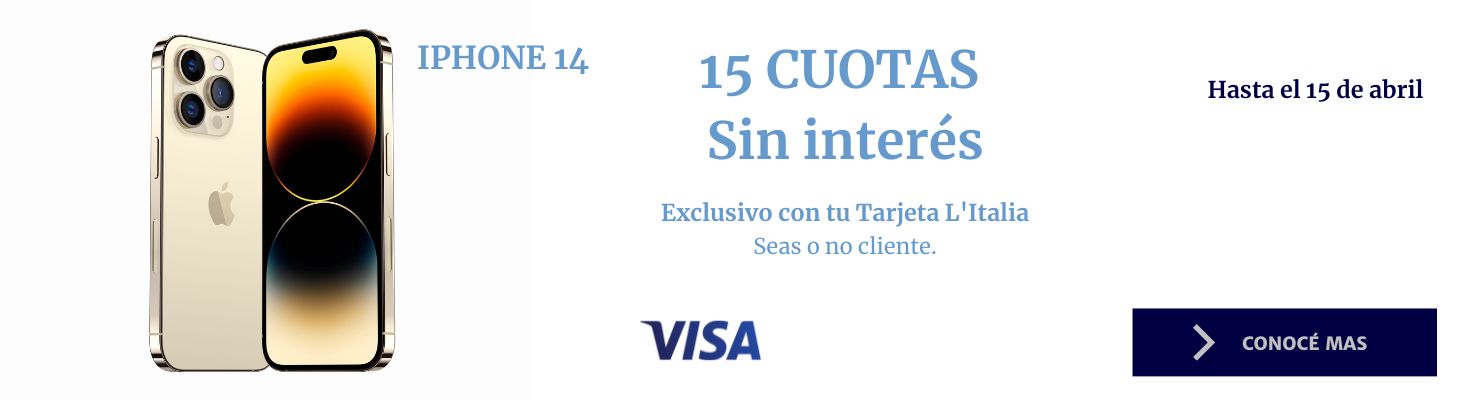 IPHONE 14
15 CUOTAS
Sin interés
Exclusivo con tu Tarjeta L'Italia
Seas o no cliente.
VISA
Hasta el 15 de abril
CONOCÉ MAS